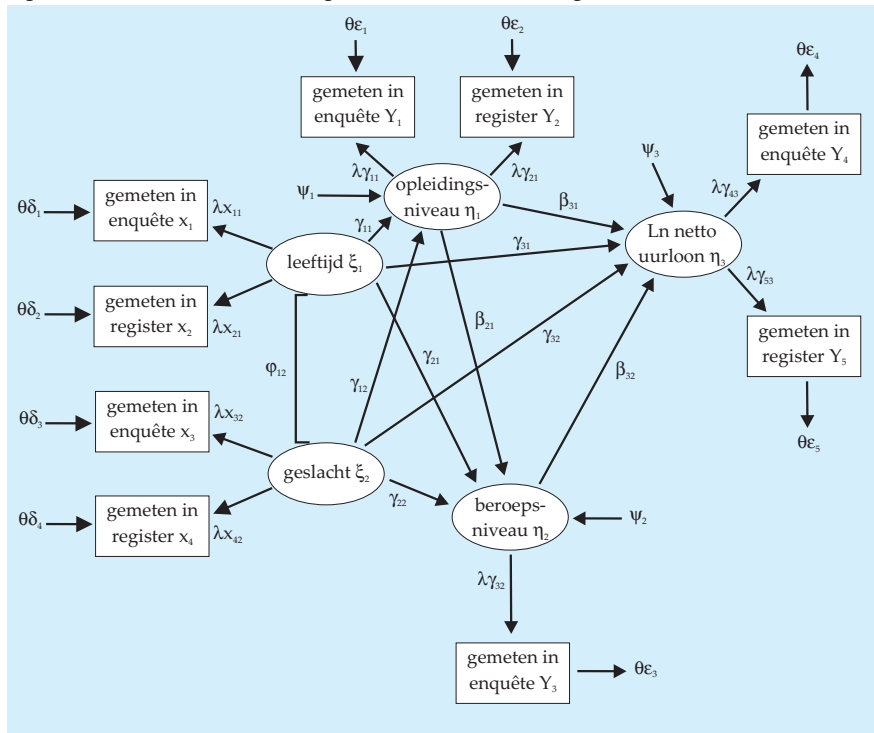 θε₁
θε₂
θε₄
gemeten in
enquête Y₁
gemeten in
register Y₂
gemeten in
enquête Y₄
ψ₃
λγ₁₁
λγ₂₁
λγ₄₃
ψ₁
opleidings-
niveau η₁
β₃₁
θδ₁
gemeten in
enquête x₁
λx₁₁
γ₁₁
γ₃₁
Ln netto
uurloon η₃
leeftijd ξ₁
λγ₅₃
θδ₂
gemeten in
register x₂
λx₂₁
β₂₁
γ₃₂
gemeten in
register Y₅
φ₁₂
γ₁₂
γ₂₁
β₃₂
θδ₃
gemeten in
enquête x₃
λx₃₂
θε₅
geslacht ξ₂
γ₂₂
θδ₄
gemeten in
register x₄
λx₄₂
beroeps-
niveau η₂
ψ₂
λγ₃₂
gemeten in
enquête Y₃
θε₃